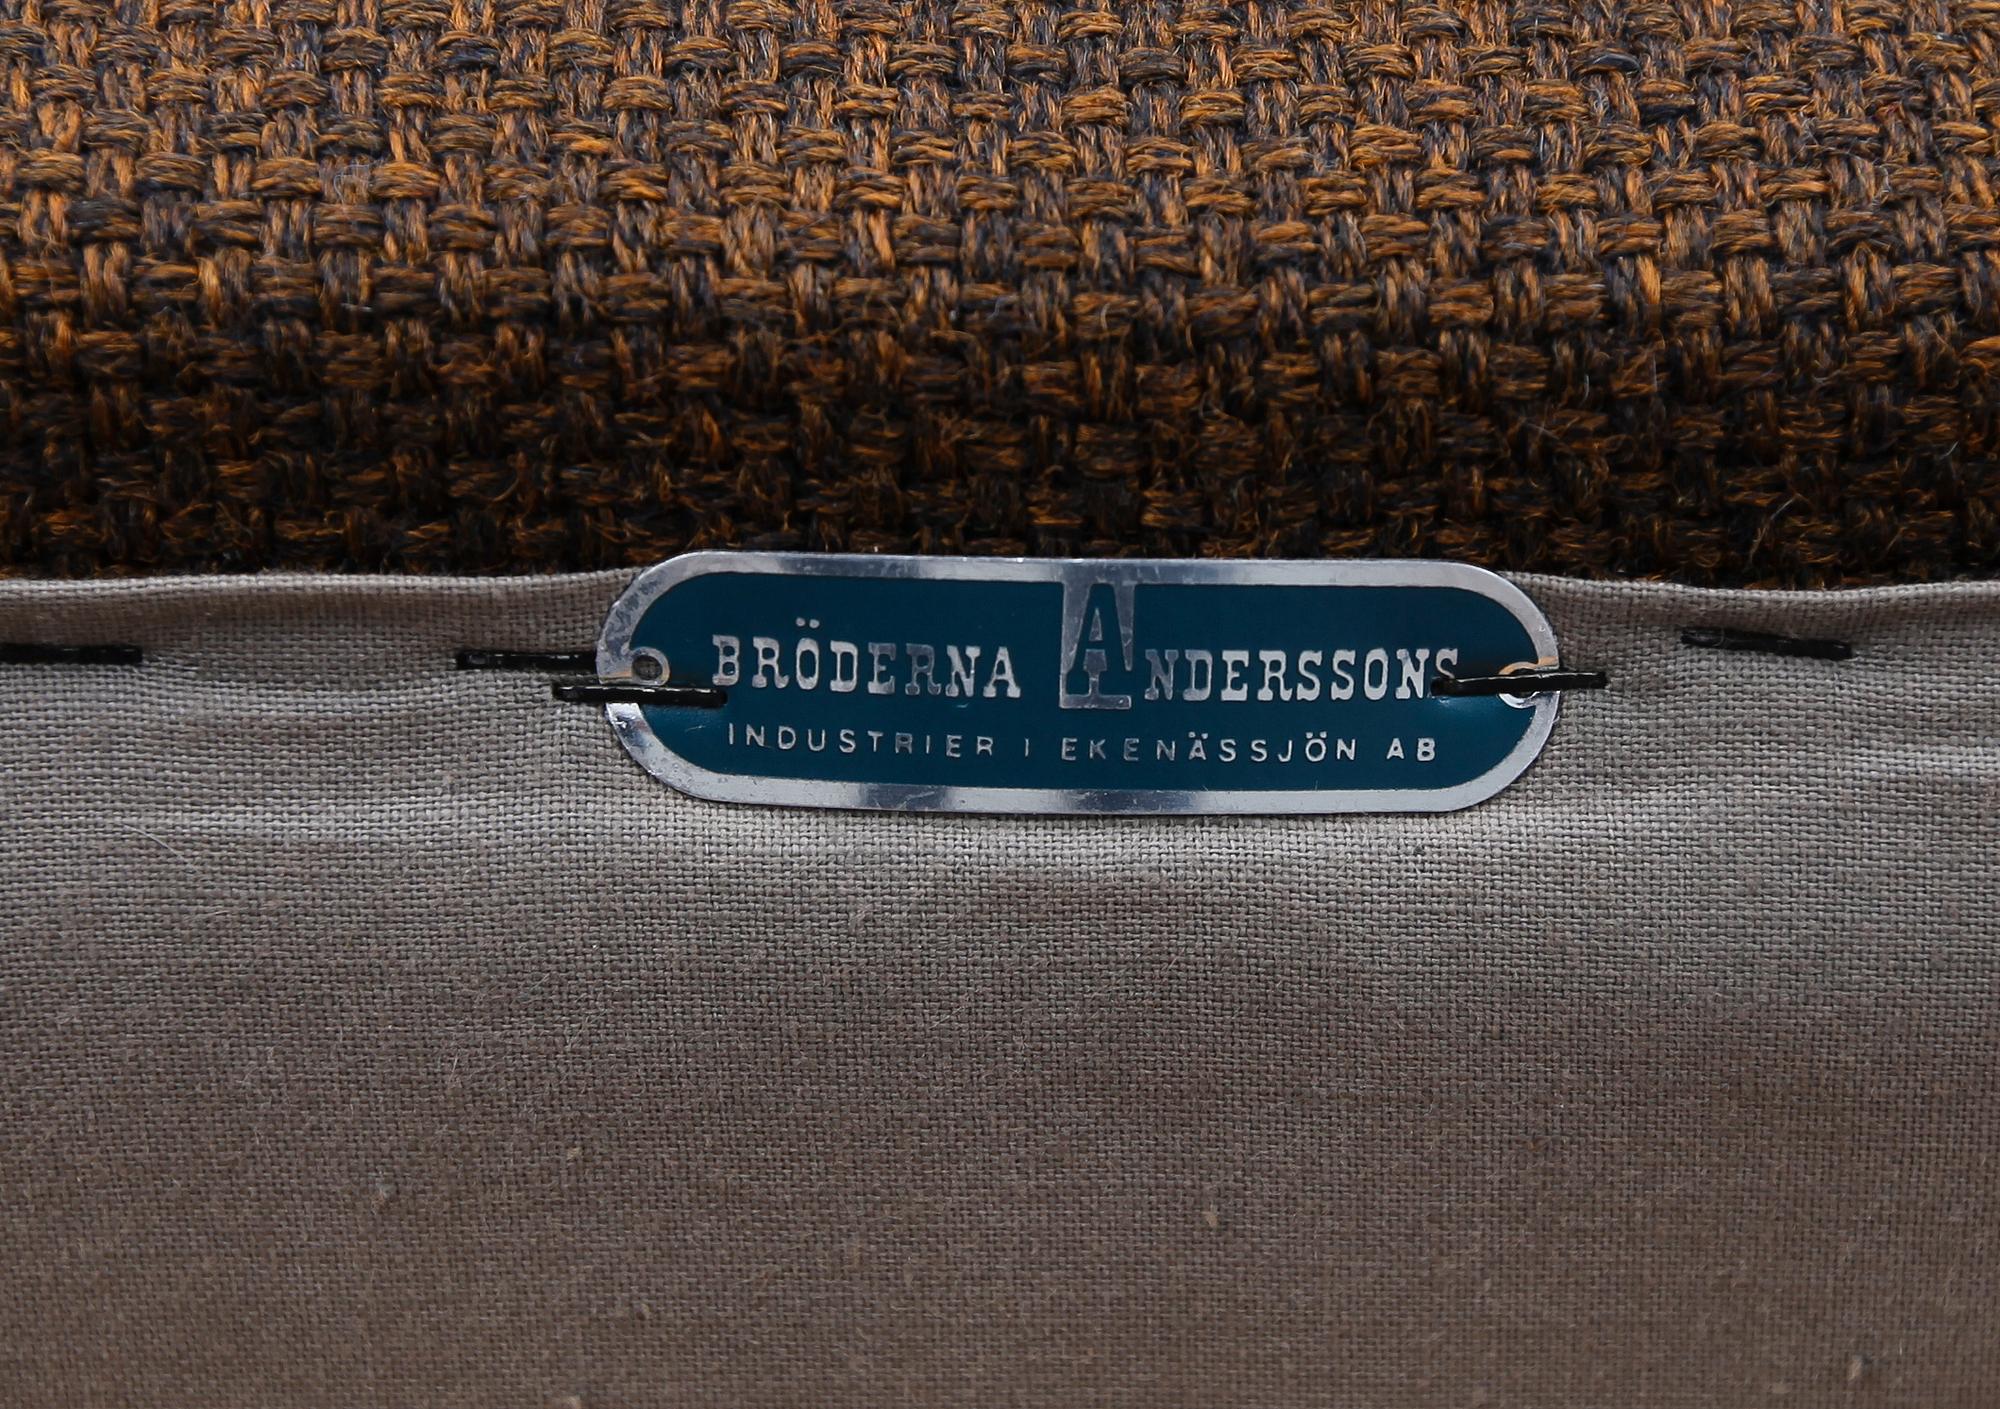 BRÖDERNA ANDERSSONS
INDUSTRIER I EKENÄSSJÖN AB